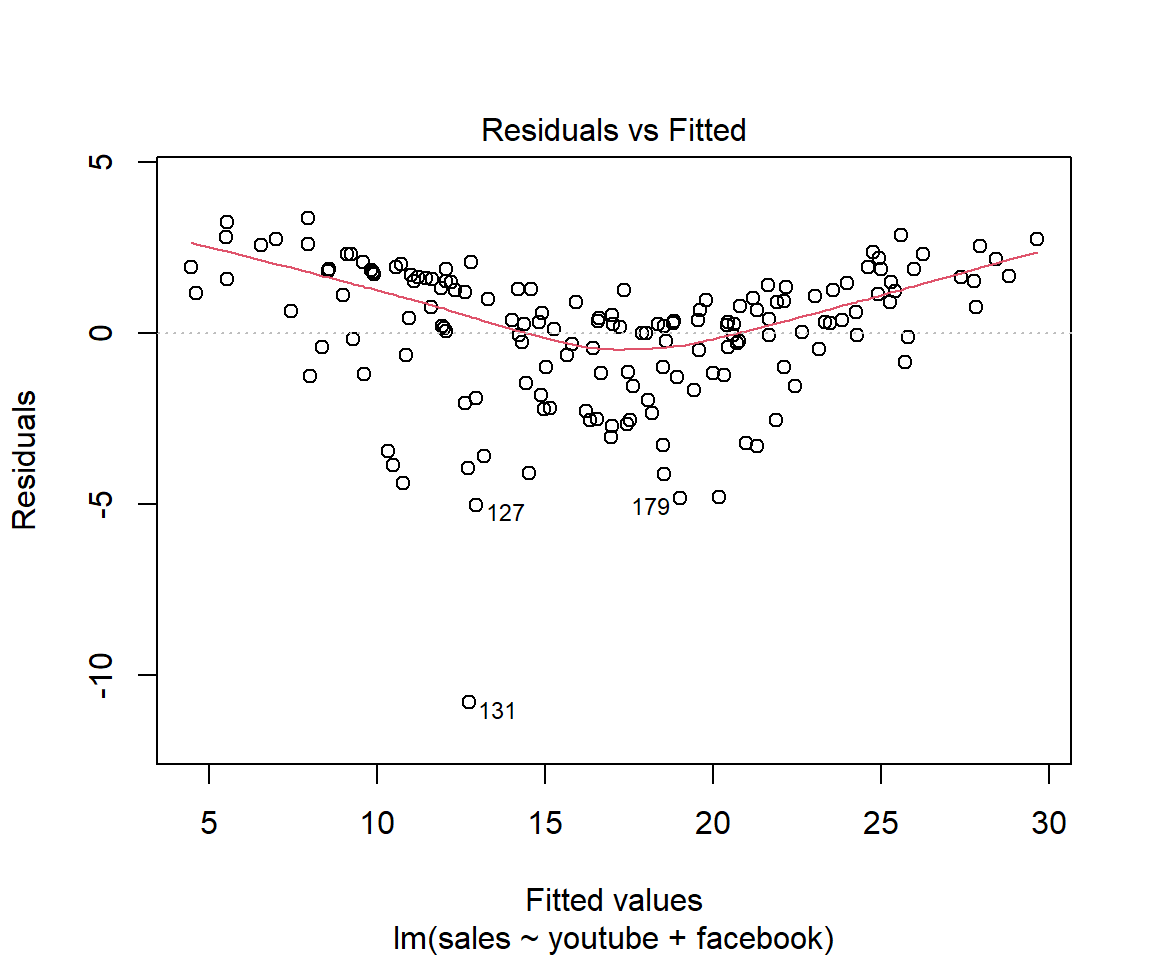 Residuals vs Fitted
Residuals
5
0
-5
-10
127
179
131
5 10 15 20 25 30
Fitted values
lm(sales ~ youtube + facebook)